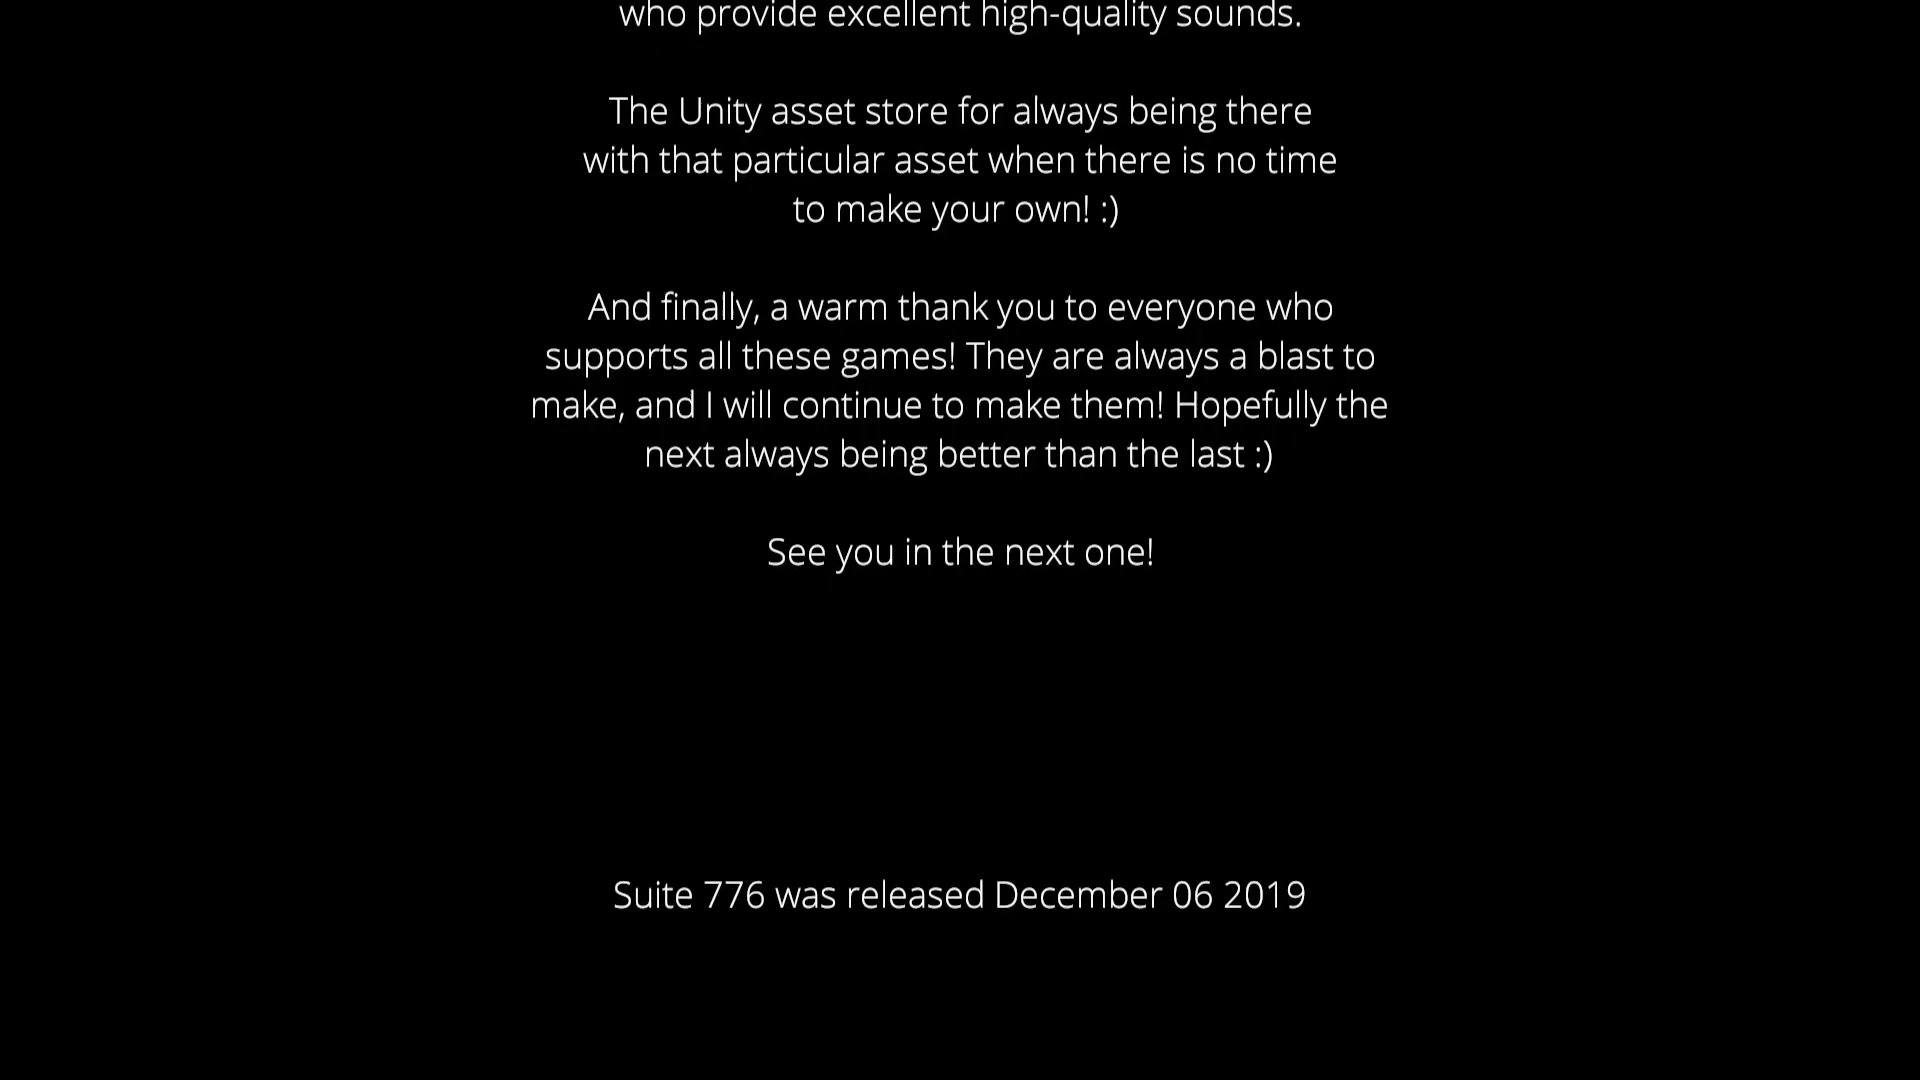 who provide excellent high-quality sounds.
The Unity asset store for always being there
with that particular asset when there is no time
to make your own! :)
And finally, a warm thank you to everyone who
supports all these games! They are always a blast to
make, and I will continue to make them! Hopefully the
next always being better than the last :)
See you in the next one!
Suite 776 was released December 06 2019